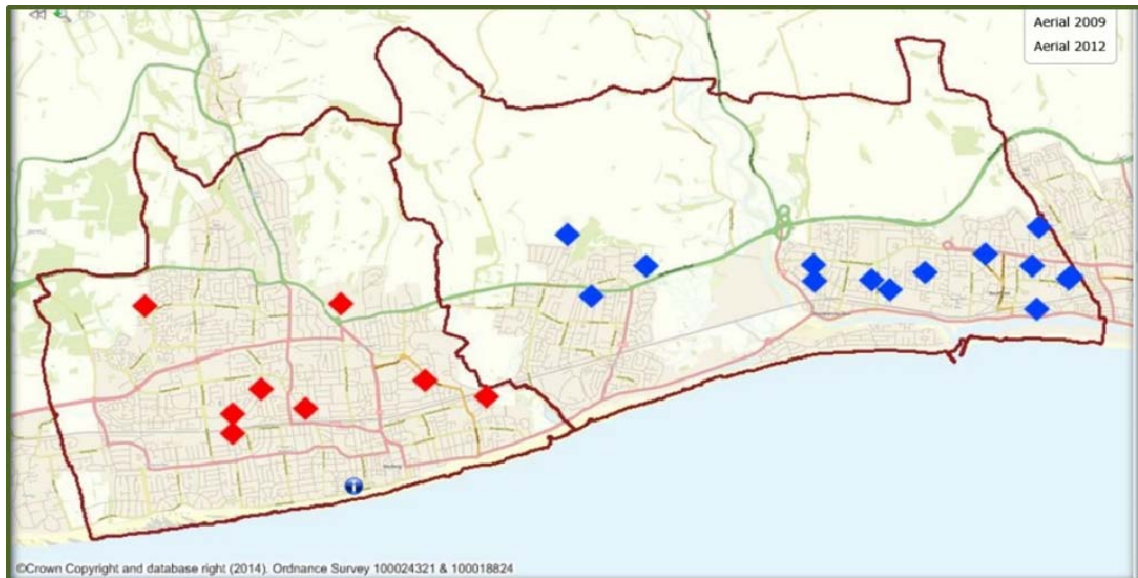 Aerial 2009
Aerial 2012
©Crown Copyright and database right (2014). Ordnance Survey 100024321 & 100018824